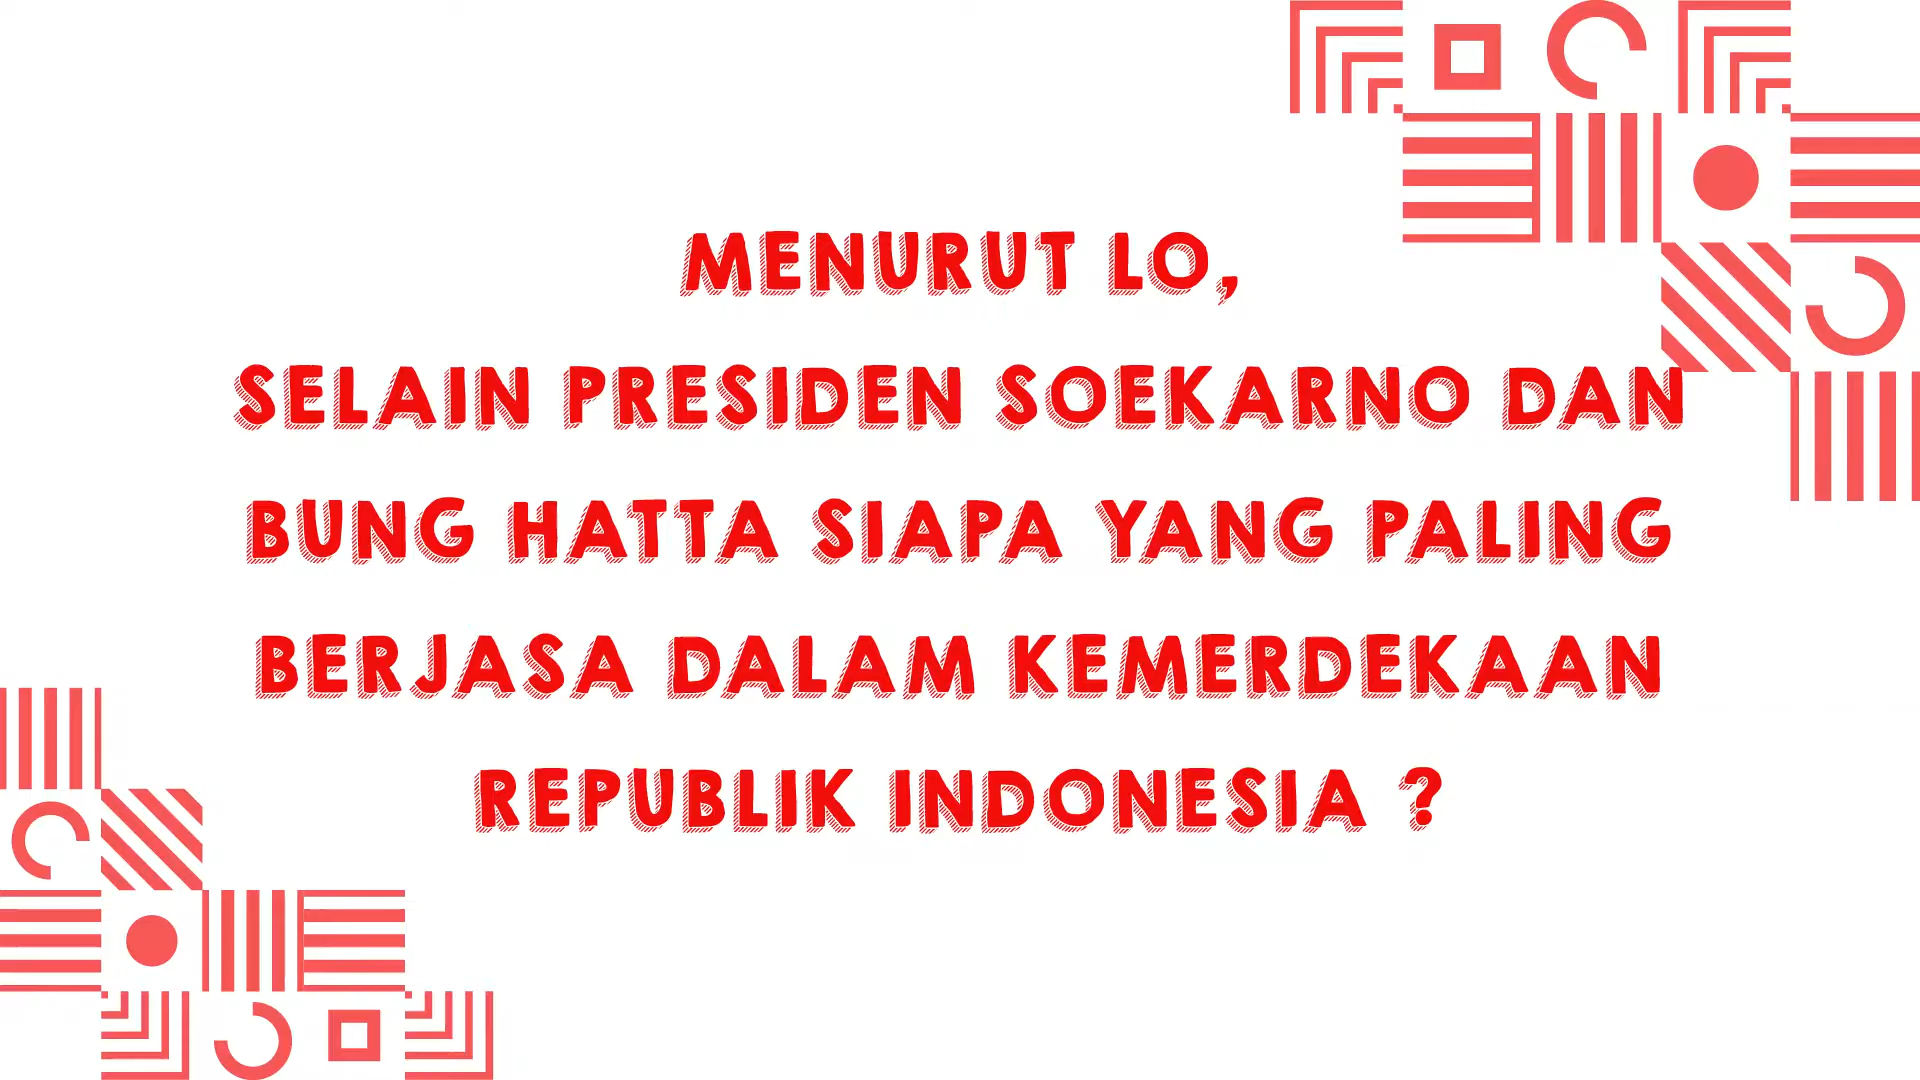 MENURUT LO,
SELAIN PRESIDEN SOEKARNO DAN
BUNG HATTA SIAPA YANG PALING
BERJASA DALAM KEMERDEKAAN
REPUBLIK INDONESIA ?